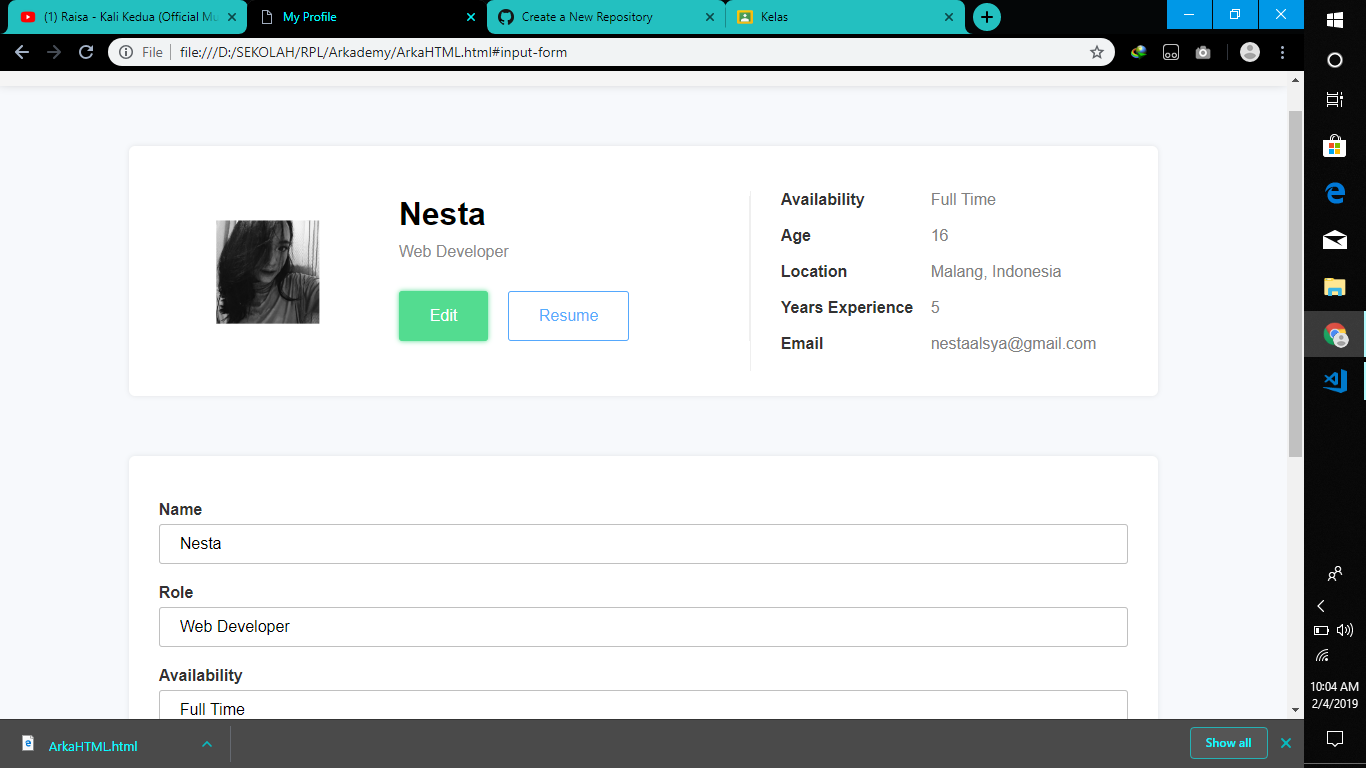 (1) Raisa - Kali Kedua (Official Mu
My Profile
Create a New Repository
Kelas
File
file:///D:/SEKOLAH/RPL/Arkademy/ArkaHTML.html#input-form
Nesta
Web Developer
Edit
Resume
Availability Full Time
Age 16
Location Malang, Indonesia
Years Experience 5
Email nestaalsya@gmail.com
Name
Nesta
Role
Web Developer
Availability
Full Time
ArkaHTML.html
Show all
10:04 AM
2/4/2019